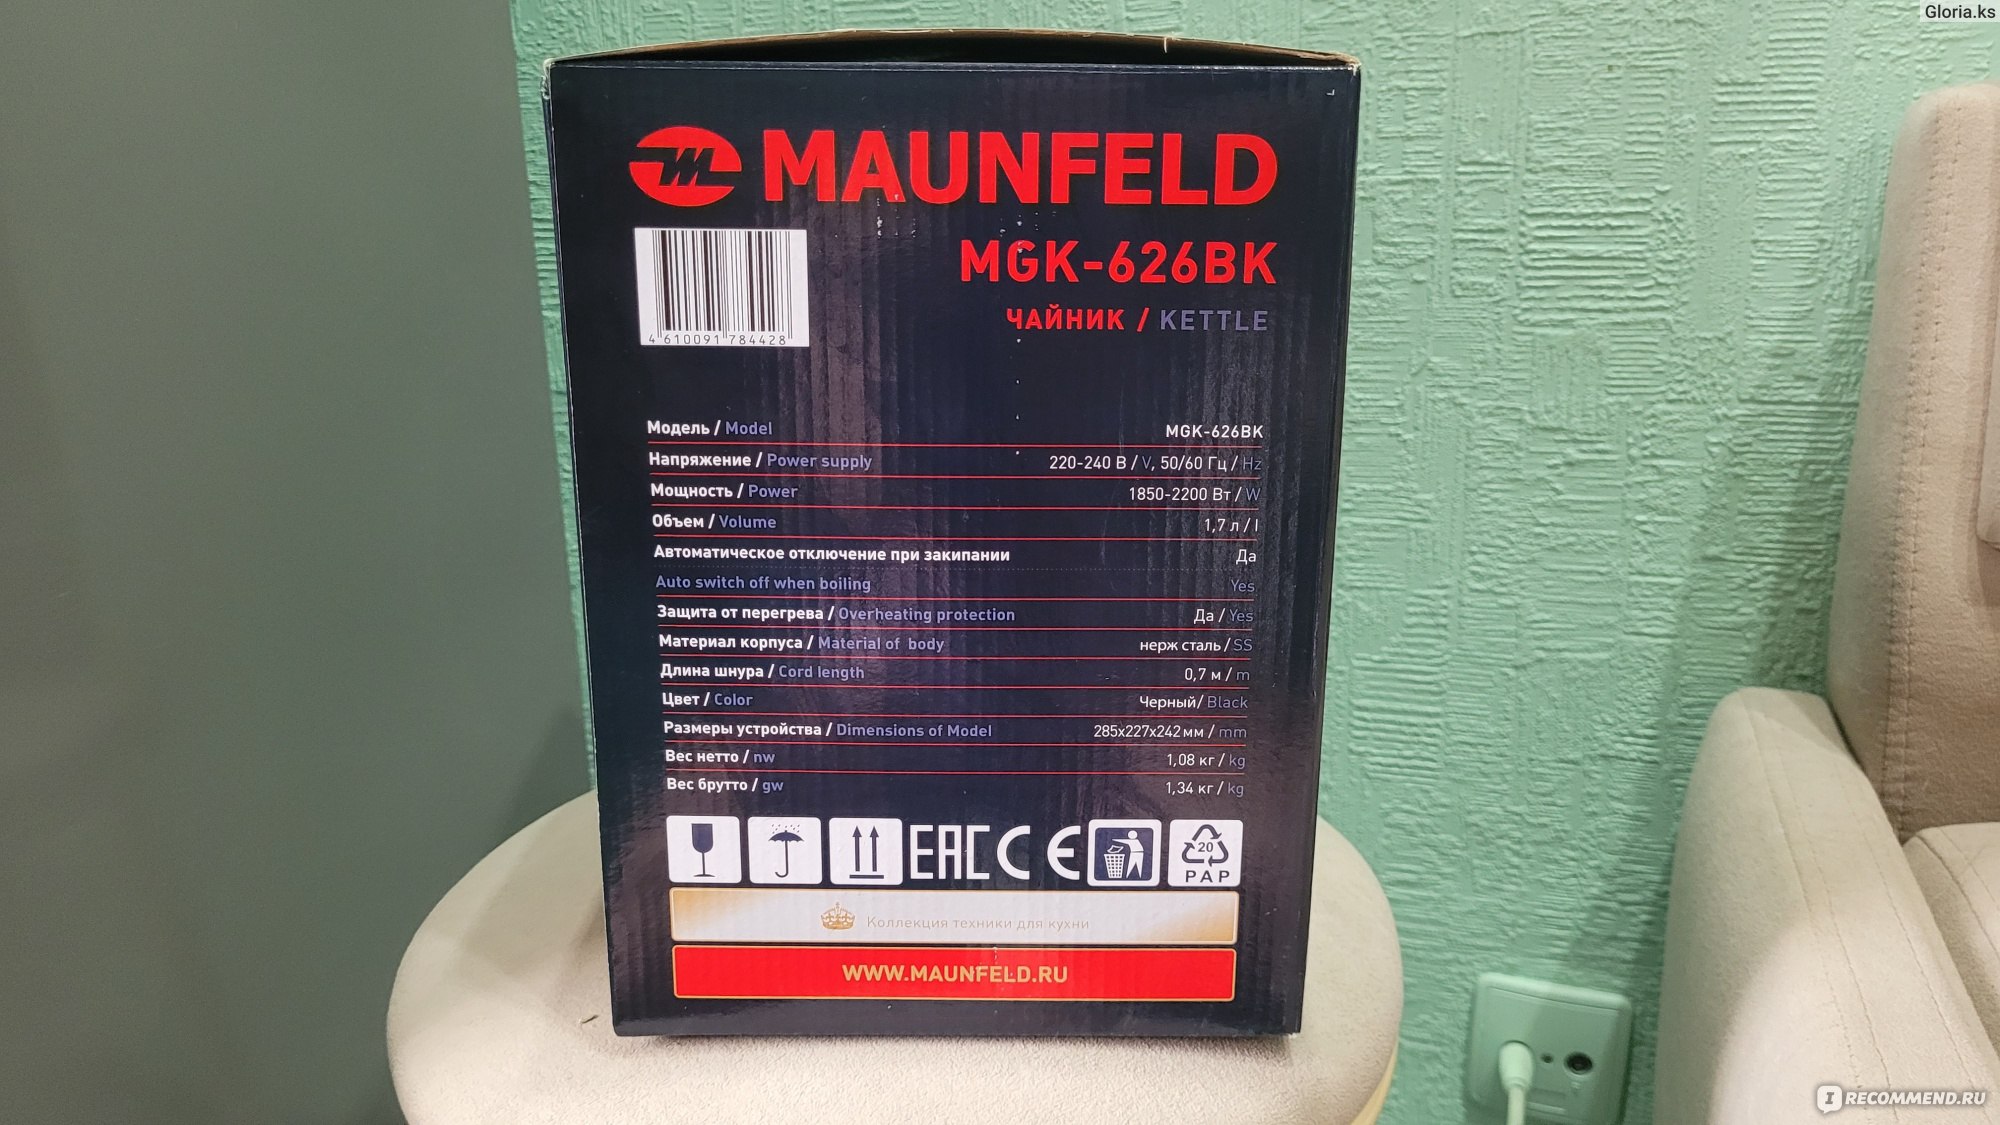 Gloria.ks
MAUNFELD
MGK-626BK
ЧАЙНИК / KETTLE
4 610091 784428
Модель / Model MGK-626BK
Напряжение / Power supply 220-240 В / V, 50/60 Гц / Hz
Мощность / Power 1850-2200 Вт / W
Объем / Volume 1,7 л / l
Автоматическое отключение при закипании Да
Auto switch off when boiling Yes
Защита от перегрева / Overheating protection Да / Yes
Материал корпуса / Material of body нерж сталь / SS
Длина шнура / Cord length 0,7 м / m
Цвет / Color Черный/ Black
Размеры устройства / Dimensions of Model 285x227x242 мм / mm
Вес нетто / nw 1,08 кг / kg
Вес брутто / gw 1,34 кг / kg
EAC CE 20
PAP
Коллекция техники для кухни
WWW.MAUNFELD.RU
I RECOMMEND.RU